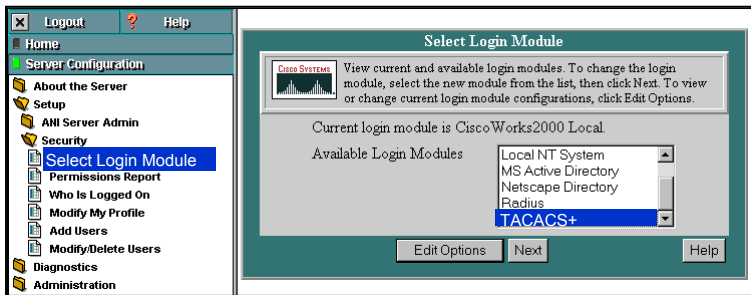 Logout ? Help
Home
Server Configuration
About the Server
Setup
ANI Server Admin
Security
Select Login Module
Permissions Report
Who Is Logged On
Modify My Profile
Add Users
Modify/Delete Users
Diagnostics
Administration
Select Login Module
CISCO SYSTEMS
View current and available login modules. To change the login
module, select the new module from the list, then click Next. To view
or change current login module configurations, click Edit Options.
Current login module is CiscoWorks2000 Local.
Available Login Modules
Local NT System
MS Active Directory
Netscape Directory
Radius
TACACS+
Edit Options
Next
Help